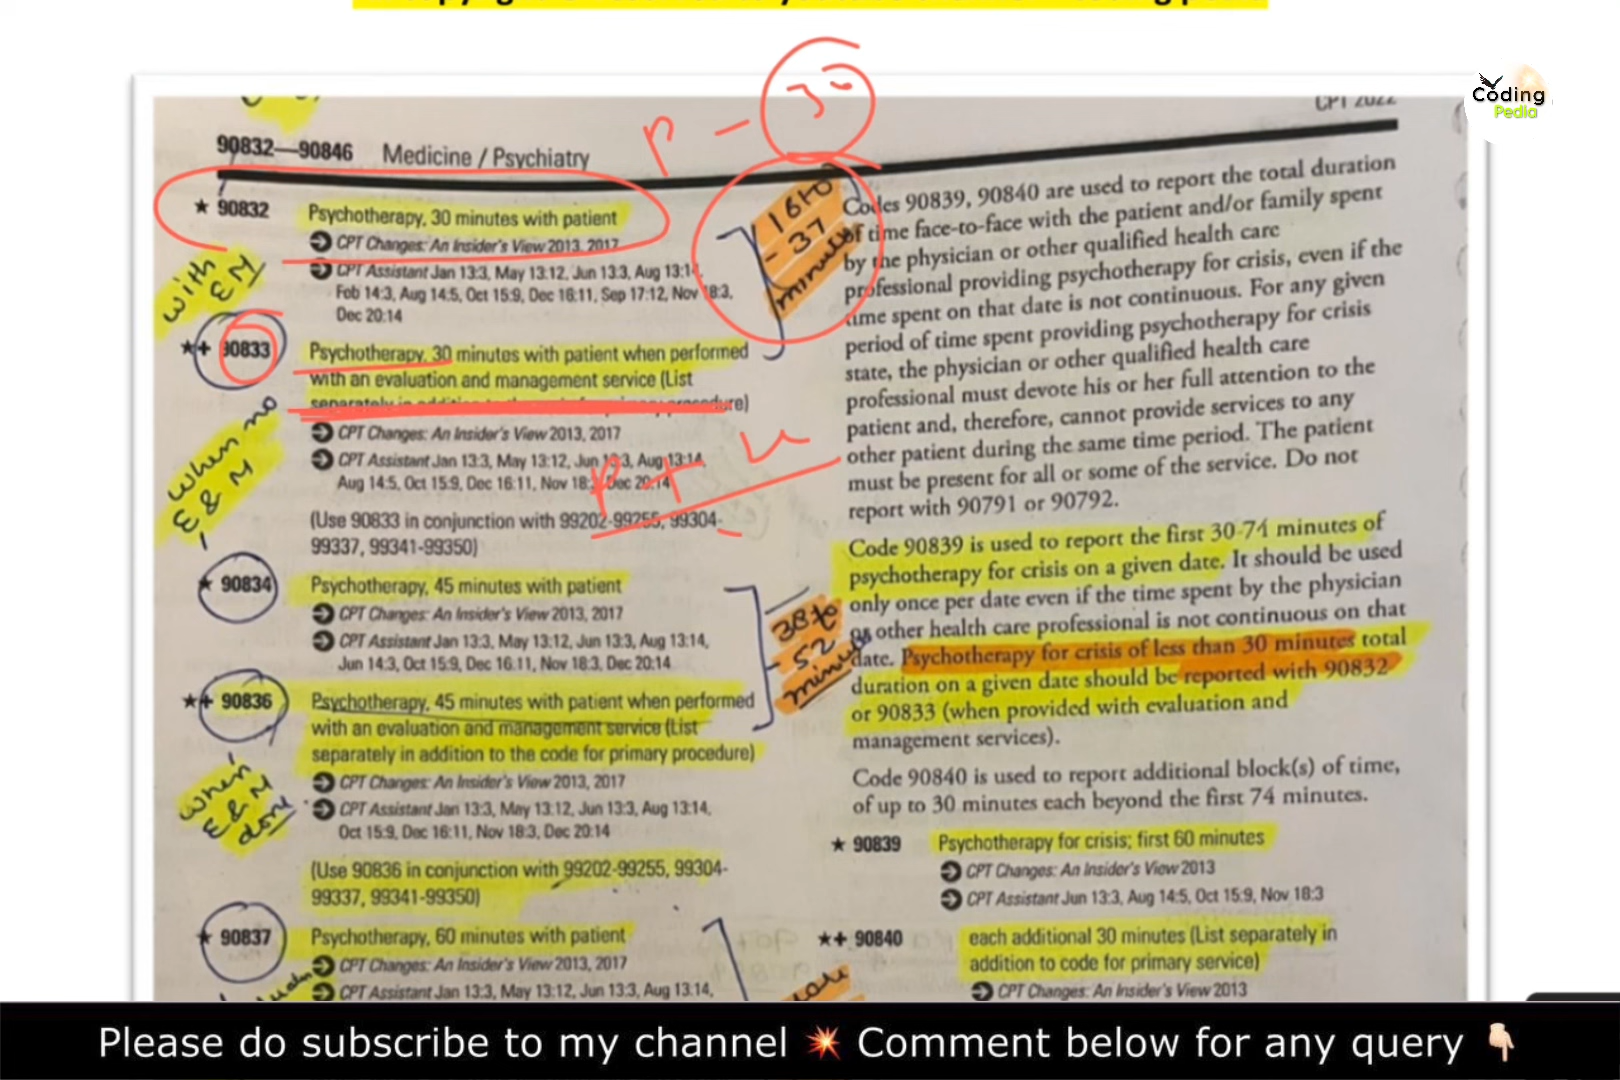 Coding
Pedia
CPT 2022
90832—90846 Medicine / Psychiatry
P - 30
★ 90832 Psychotherapy, 30 minutes with patient
CPT Changes: An Insider's View 2013, 2017
CPT Assistant Jan 13:3, May 13:12, Jun 13:3, Aug 13:14,
Feb 14:3, Aug 14:5, Oct 15:9, Dec 16:11, Sep 17:12, Nov 18:3,
Dec 20:14
16 to
- 37
minutes
with
EM
★+ 90833 Psychotherapy, 30 minutes with patient when performed
with an evaluation and management service (List
separately in addition to the code for primary procedure)
CPT Changes: An Insider's View 2013, 2017
CPT Assistant Jan 13:3, May 13:12, Jun 13:3, Aug 13:14,
Aug 14:5, Oct 15:9, Dec 16:11, Nov 18:3, Dec 20:14
(Use 90833 in conjunction with 99202-99255, 99304-
99337, 99341-99350)
When no
E & M
P +
★ 90834 Psychotherapy, 45 minutes with patient
CPT Changes: An Insider's View 2013, 2017
CPT Assistant Jan 13:3, May 13:12, Jun 13:3, Aug 13:14,
Jun 14:3, Oct 15:9, Dec 16:11, Nov 18:3, Dec 20:14
38 to
- 52
minutes
★+ 90836 Psychotherapy, 45 minutes with patient when performed
with an evaluation and management service (List
separately in addition to the code for primary procedure)
CPT Changes: An Insider's View 2013, 2017
CPT Assistant Jan 13:3, May 13:12, Jun 13:3, Aug 13:14,
Oct 15:9, Dec 16:11, Nov 18:3, Dec 20:14
(Use 90836 in conjunction with 99202-99255, 99304-
99337, 99341-99350)
when
E & M
done
★ 90837 Psychotherapy, 60 minutes with patient
CPT Changes: An Insider's View 2013, 2017
CPT Assistant Jan 13:3, May 13:12, Jun 13:3, Aug 13:14,
Codes 90839, 90840 are used to report the total duration
of time face-to-face with the patient and/or family spent
by the physician or other qualified health care
professional providing psychotherapy for crisis, even if the
time spent on that date is not continuous. For any given
period of time spent providing psychotherapy for crisis
state, the physician or other qualified health care
professional must devote his or her full attention to the
patient and, therefore, cannot provide services to any
other patient during the same time period. The patient
must be present for all or some of the service. Do not
report with 90791 or 90792.
Code 90839 is used to report the first 30-74 minutes of
psychotherapy for crisis on a given date. It should be used
only once per date even if the time spent by the physician
or other health care professional is not continuous on that
date. Psychotherapy for crisis of less than 30 minutes total
duration on a given date should be reported with 90832
or 90833 (when provided with evaluation and
management services).
Code 90840 is used to report additional block(s) of time,
of up to 30 minutes each beyond the first 74 minutes.
★ 90839 Psychotherapy for crisis; first 60 minutes
CPT Changes: An Insider's View 2013
CPT Assistant Jun 13:3, Aug 14:5, Oct 15:9, Nov 18:3
★+ 90840 each additional 30 minutes (List separately in
addition to code for primary service)
CPT Changes: An Insider's View 2013
Please do subscribe to my channel 💥 Comment below for any query 👇🏻